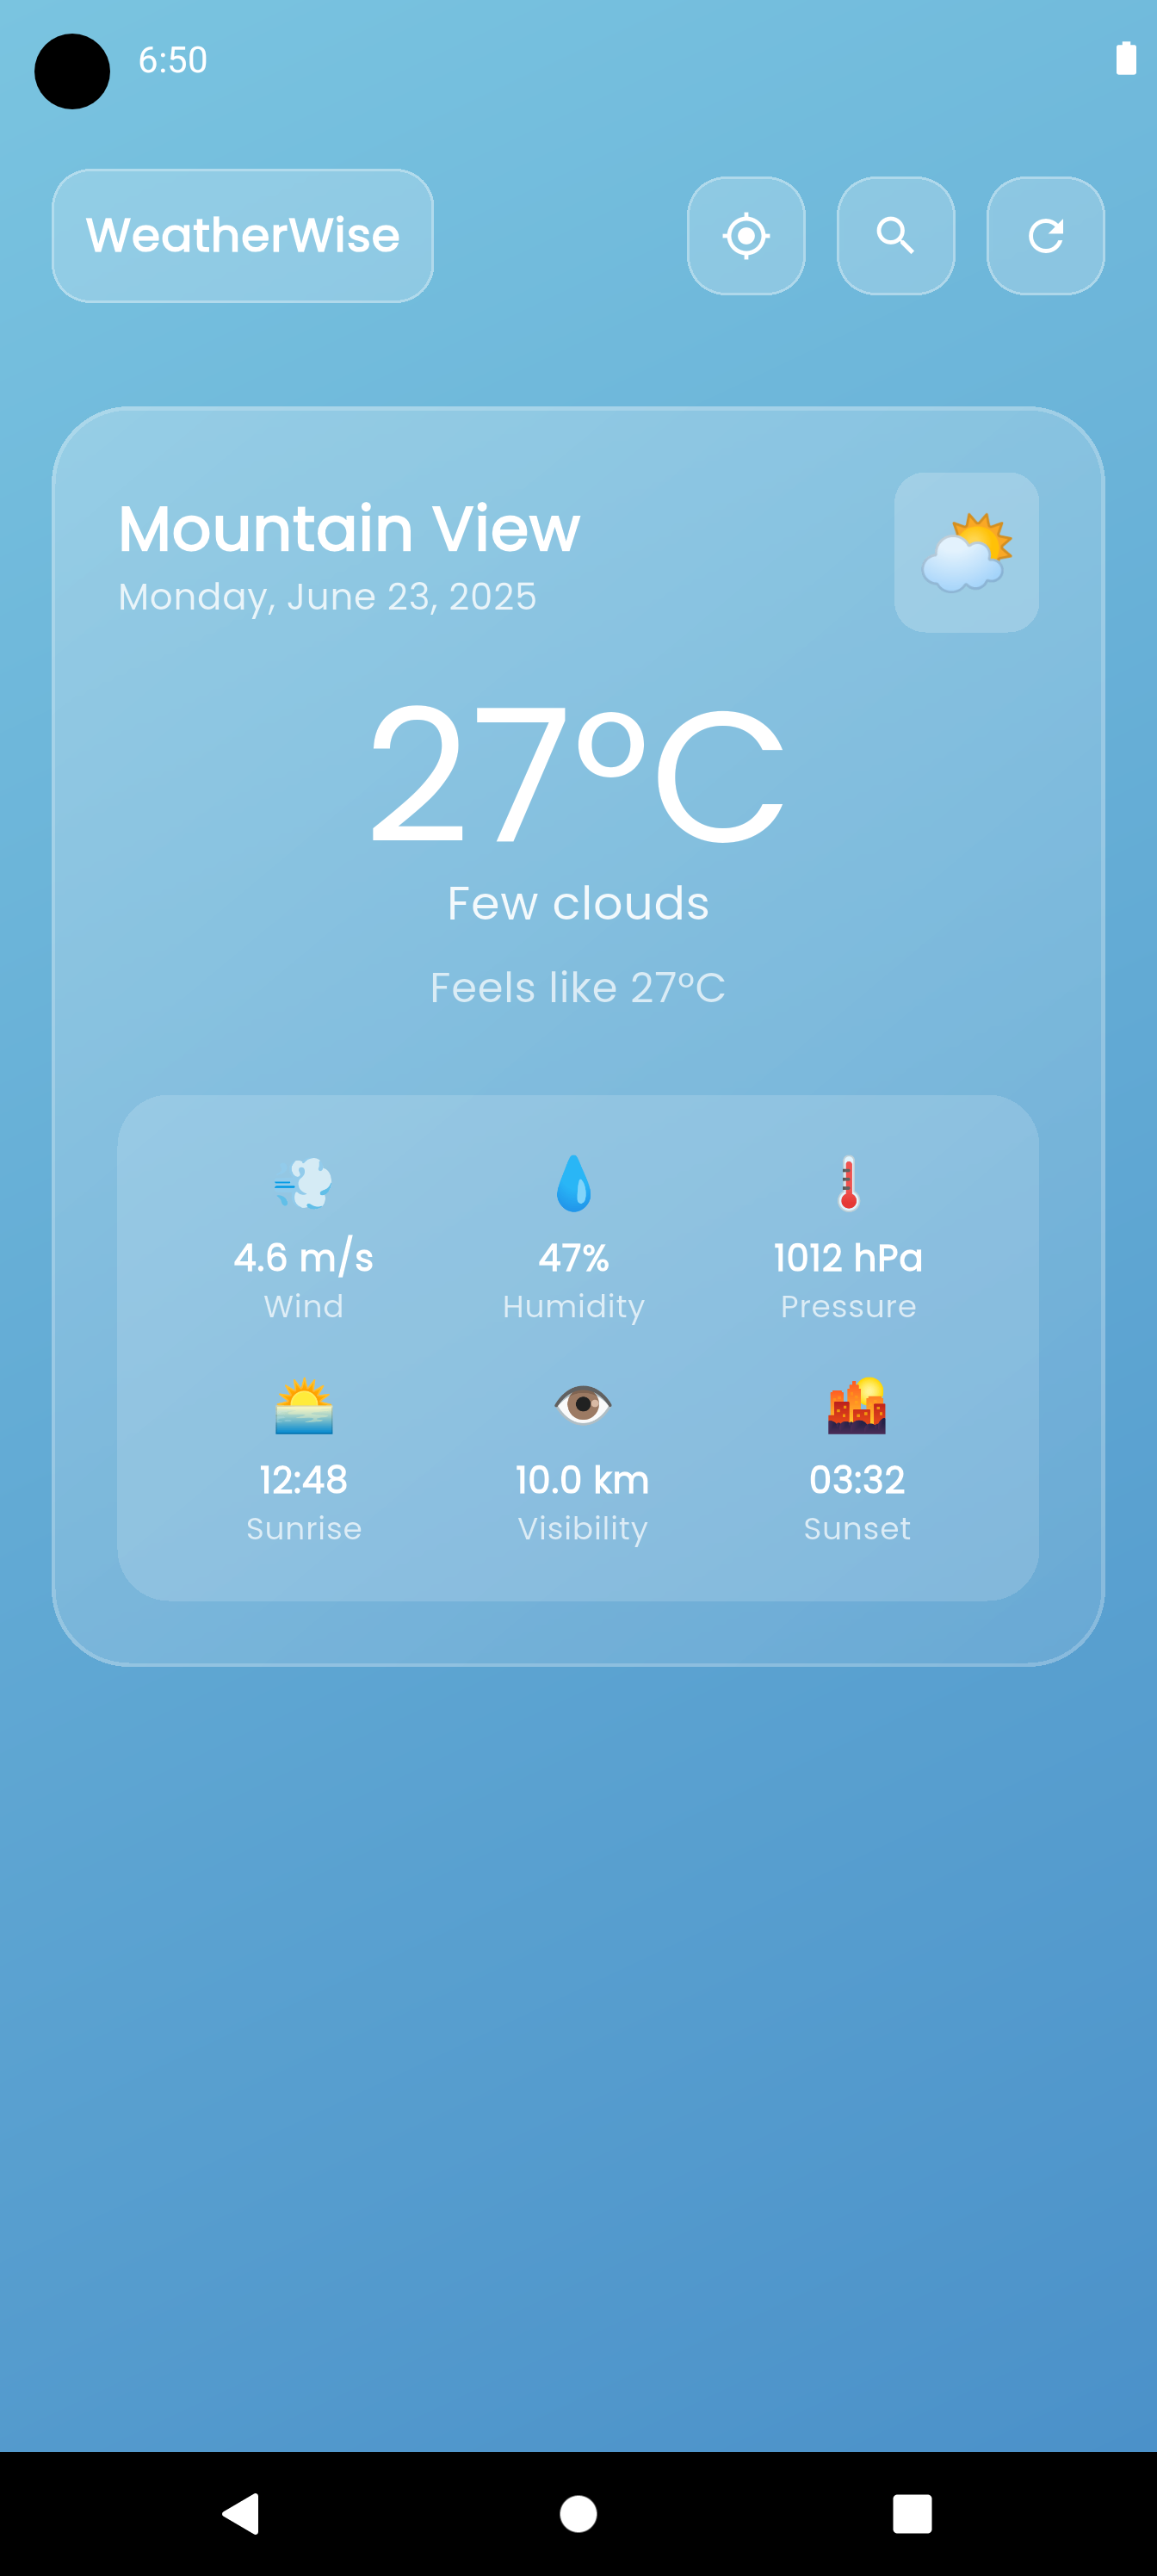 6:50
WeatherWise
Mountain View
Monday, June 23, 2025
27°C
Few clouds
Feels like 27°C
4.6 m/s 47% 1012 hPa
Wind Humidity Pressure
12:48 10.0 km 03:32
Sunrise Visibility Sunset